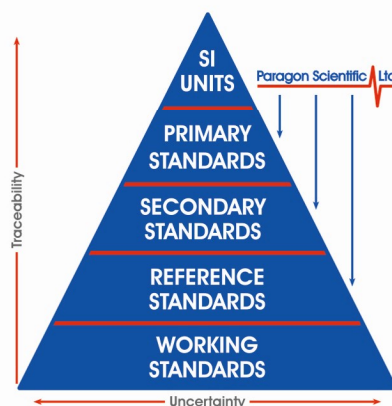 SI
UNITS
Paragon Scientific Ltd
PRIMARY
STANDARDS
SECONDARY
STANDARDS
REFERENCE
STANDARDS
WORKING
STANDARDS
Traceability
Uncertainty